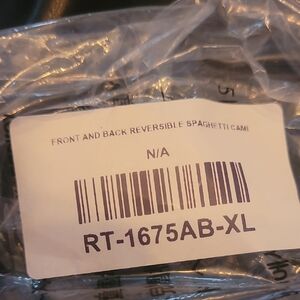 FRONT AND BACK REVERSIBLE SPAGHETTI CAMI
N/A
RT-1675AB-XL